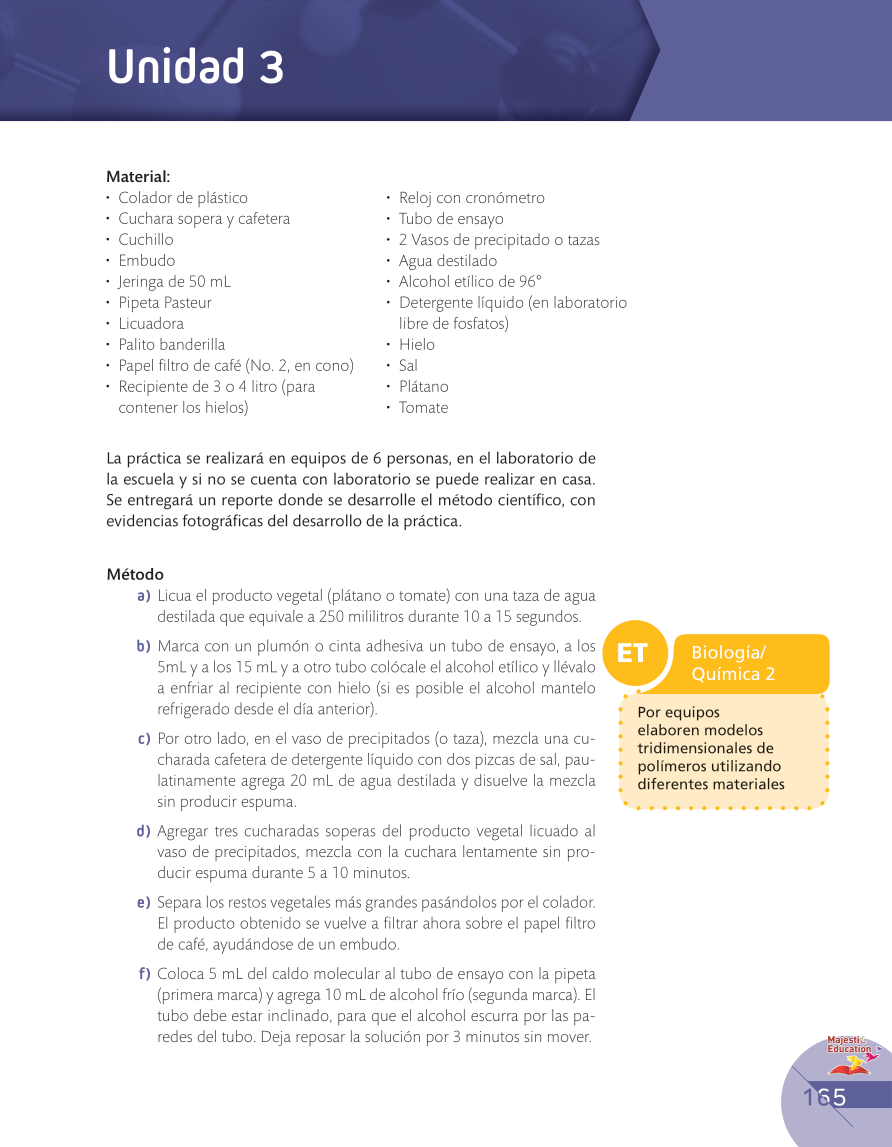 Unidad 3
Material:
• Colador de plástico
• Cuchara sopera y cafetera
• Cuchillo
• Embudo
• Jeringa de 50 mL
• Pipeta Pasteur
• Licuadora
• Palito banderilla
• Papel filtro de café (No. 2, en cono)
• Recipiente de 3 o 4 litro (para
contener los hielos)
• Reloj con cronómetro
• Tubo de ensayo
• 2 Vasos de precipitado o tazas
• Agua destilado
• Alcohol etílico de 96°
• Detergente líquido (en laboratorio
libre de fosfatos)
• Hielo
• Sal
• Plátano
• Tomate
La práctica se realizará en equipos de 6 personas, en el laboratorio de
la escuela y si no se cuenta con laboratorio se puede realizar en casa.
Se entregará un reporte donde se desarrolle el método científico, con
evidencias fotográficas del desarrollo de la práctica.
Método
a) Licua el producto vegetal (plátano o tomate) con una taza de agua
destilada que equivale a 250 mililitros durante 10 a 15 segundos.
b) Marca con un plumón o cinta adhesiva un tubo de ensayo, a los
5mL y a los 15 mL y a otro tubo colócale el alcohol etílico y llévalo
a enfriar al recipiente con hielo (si es posible el alcohol mantelo
refrigerado desde el día anterior).
c) Por otro lado, en el vaso de precipitados (o taza), mezcla una cu-
charada cafetera de detergente líquido con dos pizcas de sal, pau-
latinamente agrega 20 mL de agua destilada y disuelve la mezcla
sin producir espuma.
d) Agregar tres cucharadas soperas del producto vegetal licuado al
vaso de precipitados, mezcla con la cuchara lentamente sin pro-
ducir espuma durante 5 a 10 minutos.
e) Separa los restos vegetales más grandes pasándolos por el colador.
El producto obtenido se vuelve a filtrar ahora sobre el papel filtro
de café, ayudándose de un embudo.
f) Coloca 5 mL del caldo molecular al tubo de ensayo con la pipeta
(primera marca) y agrega 10 mL de alcohol frío (segunda marca). El
tubo debe estar inclinado, para que el alcohol escurra por las pa-
redes del tubo. Deja reposar la solución por 3 minutos sin mover.
ET
Biología/
Química 2
Por equipos
elaboren modelos
tridimensionales de
polímeros utilizando
diferentes materiales
Majestic
Education
165